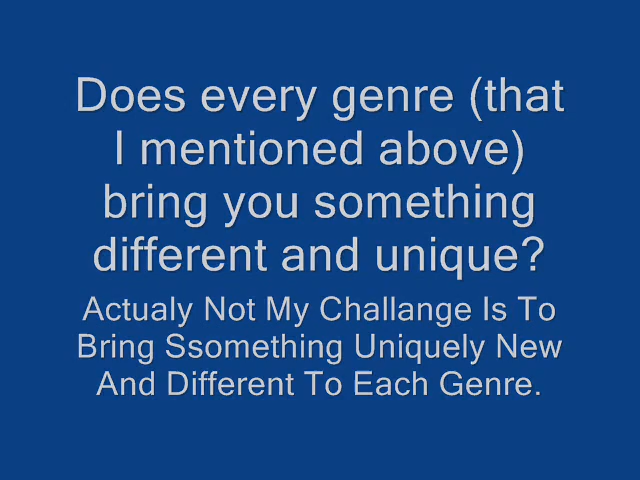 Does every genre (that
I mentioned above)
bring you something
different and unique?
Actualy Not My Challange Is To
Bring Ssomething Uniquely New
And Different To Each Genre.